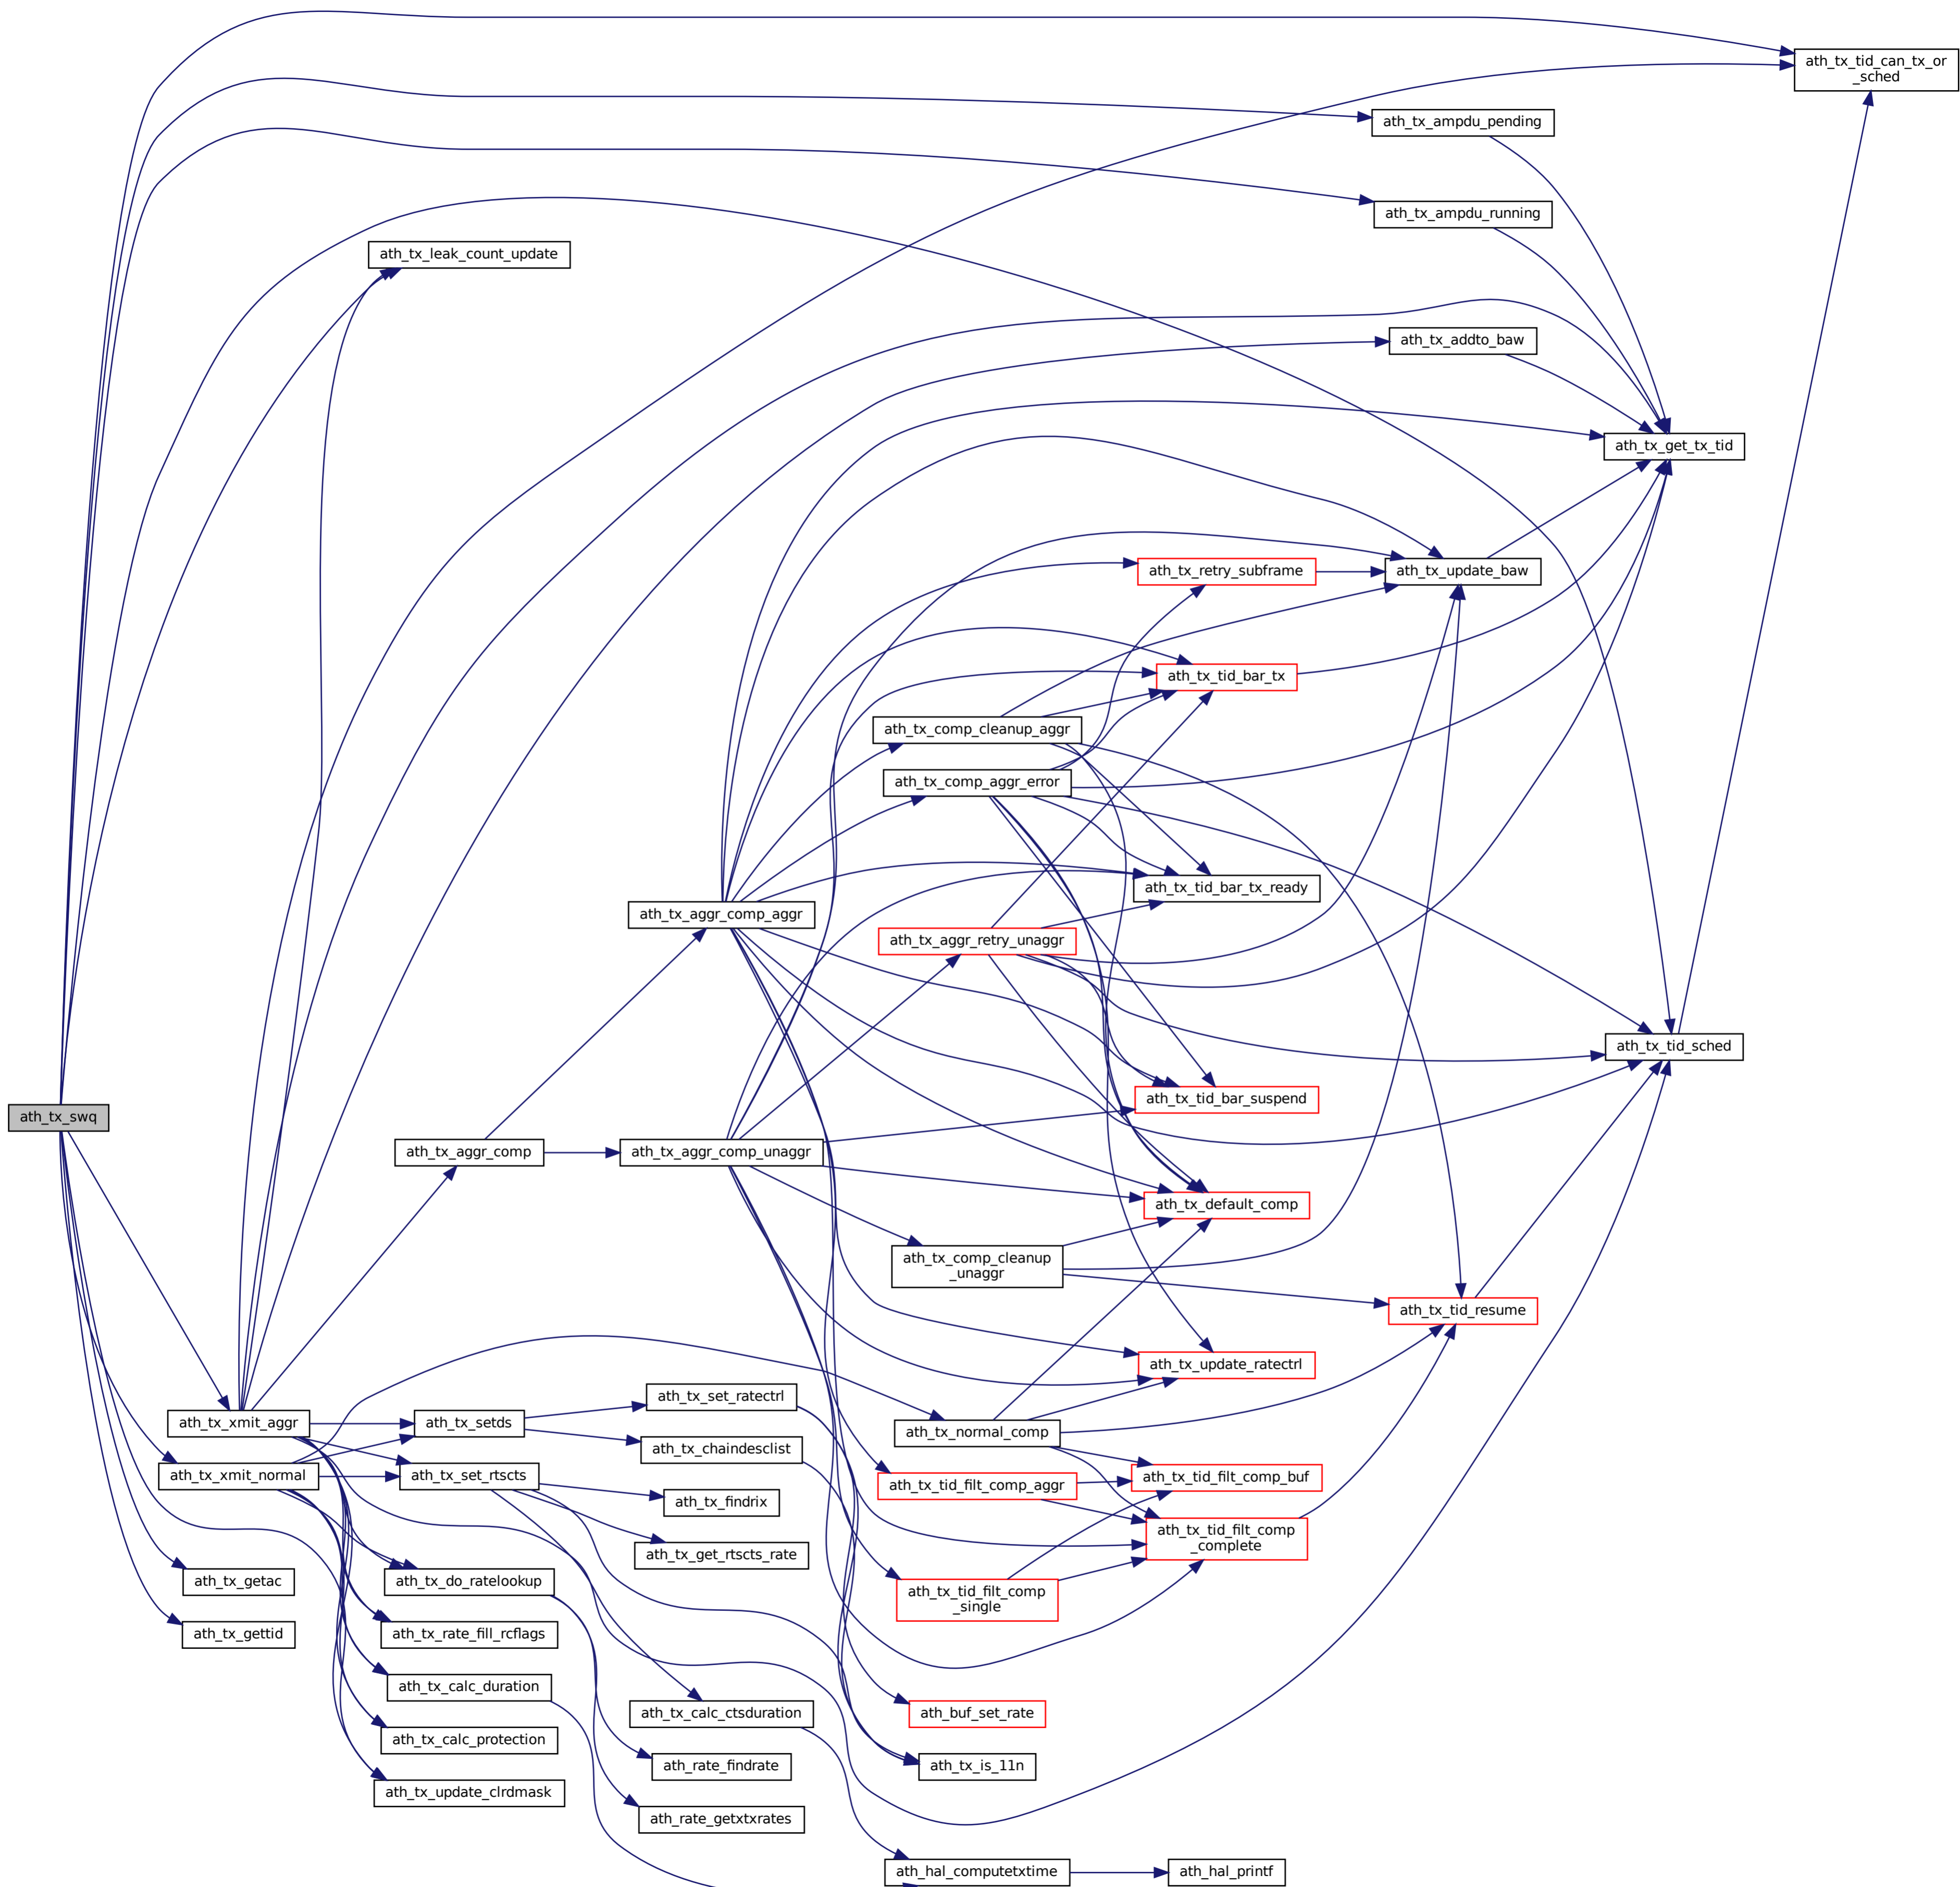 ath_tx_swq
ath_tx_leak_count_update
ath_tx_xmit_aggr
ath_tx_xmit_normal
ath_tx_getac
ath_tx_gettid
ath_tx_aggr_comp
ath_tx_setds
ath_tx_set_rtscts
ath_tx_do_ratelookup
ath_tx_rate_fill_rcflags
ath_tx_calc_duration
ath_tx_calc_protection
ath_tx_update_clrdmask
ath_tx_aggr_comp_aggr
ath_tx_aggr_comp_unaggr
ath_tx_set_ratectrl
ath_tx_chaindesclist
ath_tx_findrix
ath_tx_get_rtscts_rate
ath_tx_calc_ctsduration
ath_rate_findrate
ath_rate_getxtxrates
ath_tx_comp_cleanup_aggr
ath_tx_comp_aggr_error
ath_tx_aggr_retry_unaggr
ath_tx_comp_cleanup
_unaggr
ath_tx_normal_comp
ath_tx_tid_filt_comp_aggr
ath_tx_tid_filt_comp
_single
ath_buf_set_rate
ath_tx_is_11n
ath_hal_computetxtime
ath_tx_retry_subframe
ath_tx_tid_bar_tx
ath_tx_tid_bar_tx_ready
ath_tx_tid_bar_suspend
ath_tx_default_comp
ath_tx_update_ratectrl
ath_tx_tid_filt_comp_buf
ath_tx_tid_filt_comp
_complete
ath_hal_printf
ath_tx_ampdu_pending
ath_tx_ampdu_running
ath_tx_addto_baw
ath_tx_update_baw
ath_tx_tid_resume
ath_tx_tid_can_tx_or
_sched
ath_tx_get_tx_tid
ath_tx_tid_sched